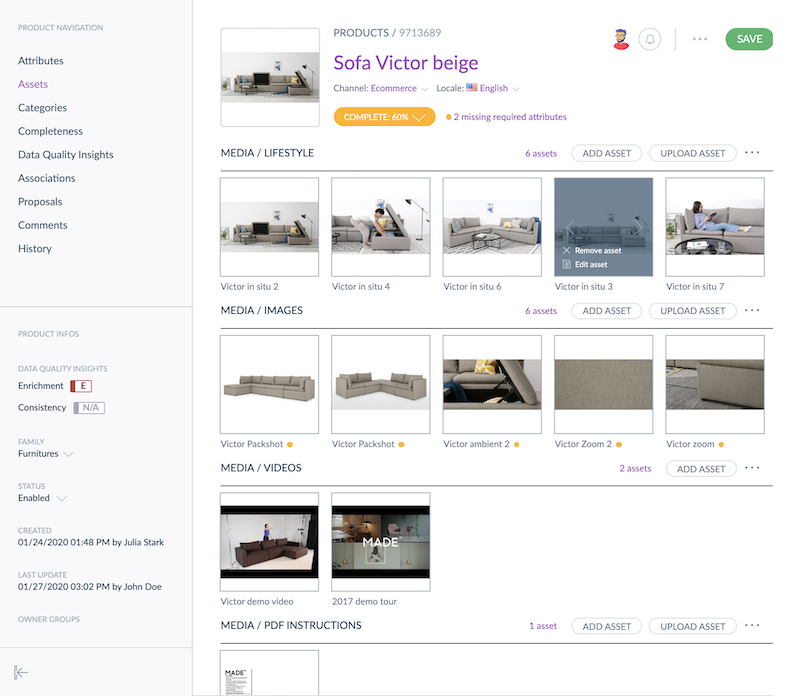 PRODUCT NAVIGATION
Attributes
Assets
Categories
Completeness
Data Quality Insights
Associations
Proposals
Comments
History
PRODUCT INFOS
DATA QUALITY INSIGHTS
Enrichment E
Consistency N/A
FAMILY
Furnitures
STATUS
Enabled
CREATED
01/24/2020 01:48 PM by Julia Stark
LAST UPDATE
01/27/2020 03:02 PM by John Doe
OWNER GROUPS
PRODUCTS / 9713689
SAVE
Sofa Victor beige
Channel: Ecommerce Locale: English
COMPLETE: 60% 2 missing required attributes
MEDIA / LIFESTYLE 6 assets ADD ASSET UPLOAD ASSET
Remove asset
Edit asset
Victor in situ 2 Victor in situ 4 Victor in situ 6 Victor in situ 3 Victor in situ 7
MEDIA / IMAGES 6 assets ADD ASSET UPLOAD ASSET
Victor Packshot Victor Packshot Victor ambient 2 Victor Zoom 2 Victor zoom
MEDIA / VIDEOS 2 assets ADD ASSET
MADE
Victor demo video 2017 demo tour
MEDIA / PDF INSTRUCTIONS 1 asset ADD ASSET UPLOAD ASSET
MADE